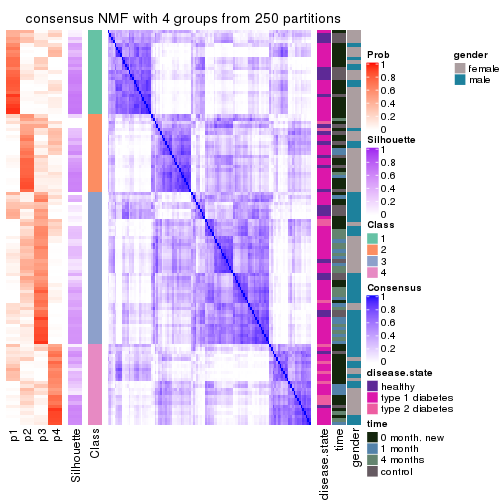 consensus NMF with 4 groups from 250 partitions
Prob
1
0.8
0.6
0.4
0.2
0
gender
female
male
Silhouette
1
0.8
0.6
0.4
0.2
0
Class
1
2
3
4
Consensus
1
0.8
0.6
0.4
0.2
0
disease.state
healthy
type 1 diabetes
type 2 diabetes
time
0 month. new
1 month
4 months
control
p1
p2
p3
p4
Silhouette
Class
disease.state
time
gender